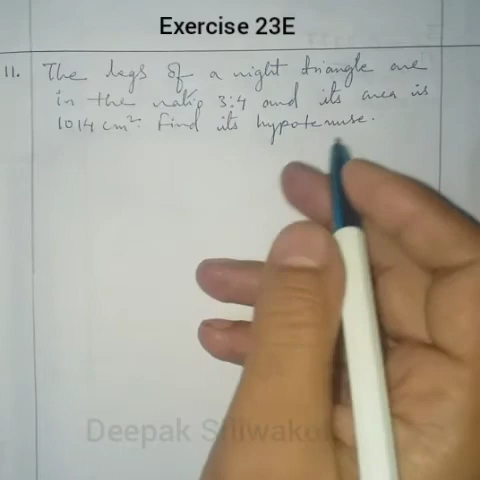 Exercise 23E
11. The legs of a right triangle are
in the ratio 3:4 and its area is
1014 cm². Find its hypotenuse.
Deepak